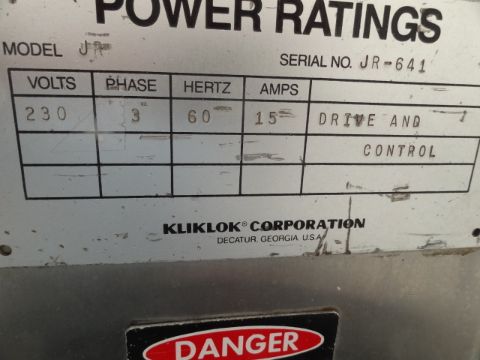 POWER RATINGS
MODEL JR
SERIAL NO. JR-641
VOLTS PHASE HERTZ AMPS
230 3 60 15 DRIVE AND
CONTROL
KLIKLOK® CORPORATION
DECATUR, GEORGIA, U.S.A.
DANGER